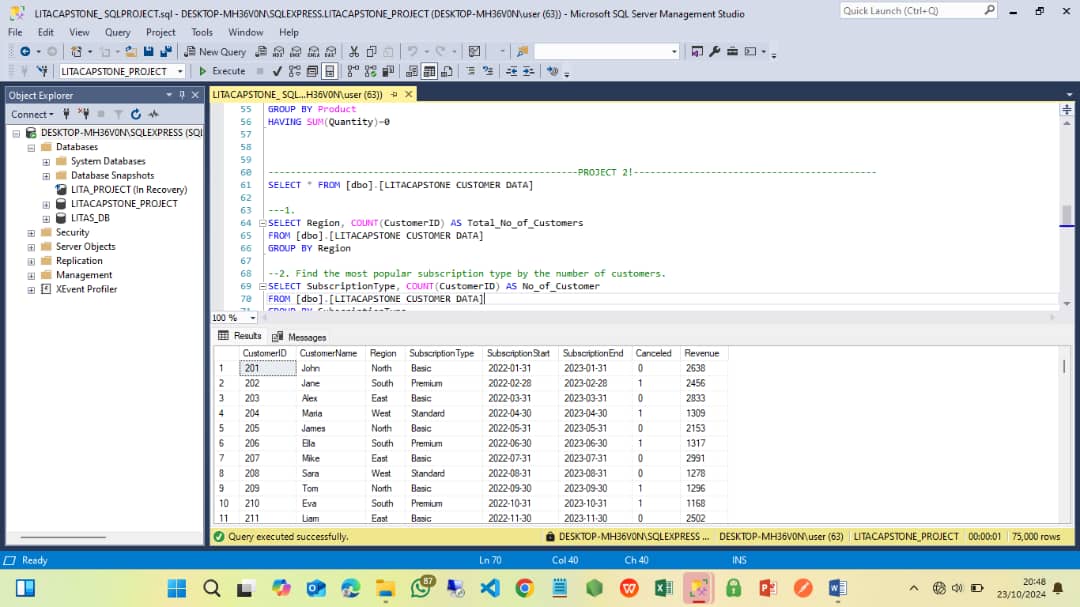 LITACAPSTONE_ SQLPROJECT.sql - DESKTOP-MH36V0N\SQLEXPRESS.LITACAPSTONE_PROJECT (DESKTOP-MH36V0N\user (63)) - Microsoft SQL Server Management Studio
Quick Launch (Ctrl+Q)
File Edit View Query Project Tools Window Help
New Query
LITACAPSTONE_PROJECT Execute
Object Explorer
Connect
DESKTOP-MH36V0N\SQLEXPRESS (SQL
Databases
System Databases
Database Snapshots
LITA_PROJECT (In Recovery)
LITACAPSTONE_PROJECT
LITAS_DB
Security
Server Objects
Replication
Management
XEvent Profiler
LITACAPSTONE_ SQL...H36V0N\user (63))
55 GROUP BY Product
56 HAVING SUM(Quantity)=0
57
58
59
60 -----------------------------------------------------------PROJECT 2!----------------------------------------------
61 SELECT * FROM [dbo].[LITACAPSTONE CUSTOMER DATA]
62
63 ---1.
64 SELECT Region, COUNT(CustomerID) AS Total_No_of_Customers
65 FROM [dbo].[LITACAPSTONE CUSTOMER DATA]
66 GROUP BY Region
67
68 --2. Find the most popular subscription type by the number of customers.
69 SELECT SubscriptionType, COUNT(CustomerID) AS No_of_Customer
70 FROM [dbo].[LITACAPSTONE CUSTOMER DATA]
71 GROUP BY SubscriptionType
100 %
Results Messages
CustomerID CustomerName Region SubscriptionType SubscriptionStart SubscriptionEnd Canceled Revenue
1 201 John North Basic 2022-01-31 2023-01-31 0 2638
2 202 Jane South Premium 2022-02-28 2023-02-28 1 2456
3 203 Alex East Basic 2022-03-31 2023-03-31 0 2833
4 204 Maria West Standard 2022-04-30 2023-04-30 1 1309
5 205 James North Basic 2022-05-31 2023-05-31 0 2153
6 206 Ella South Premium 2022-06-30 2023-06-30 1 1317
7 207 Mike East Basic 2022-07-31 2023-07-31 0 2991
8 208 Sara West Standard 2022-08-31 2023-08-31 0 1278
9 209 Tom North Basic 2022-09-30 2023-09-30 1 1296
10 210 Eva South Premium 2022-10-31 2023-10-31 1 1168
11 211 Liam East Basic 2022-11-30 2023-11-30 0 2502
Query executed successfully. DESKTOP-MH36V0N\SQLEXPRESS ... DESKTOP-MH36V0N\user (63) LITACAPSTONE_PROJECT 00:00:01 75,000 rows
Ready Ln 70 Col 40 Ch 40 INS
87
20:48
23/10/2024